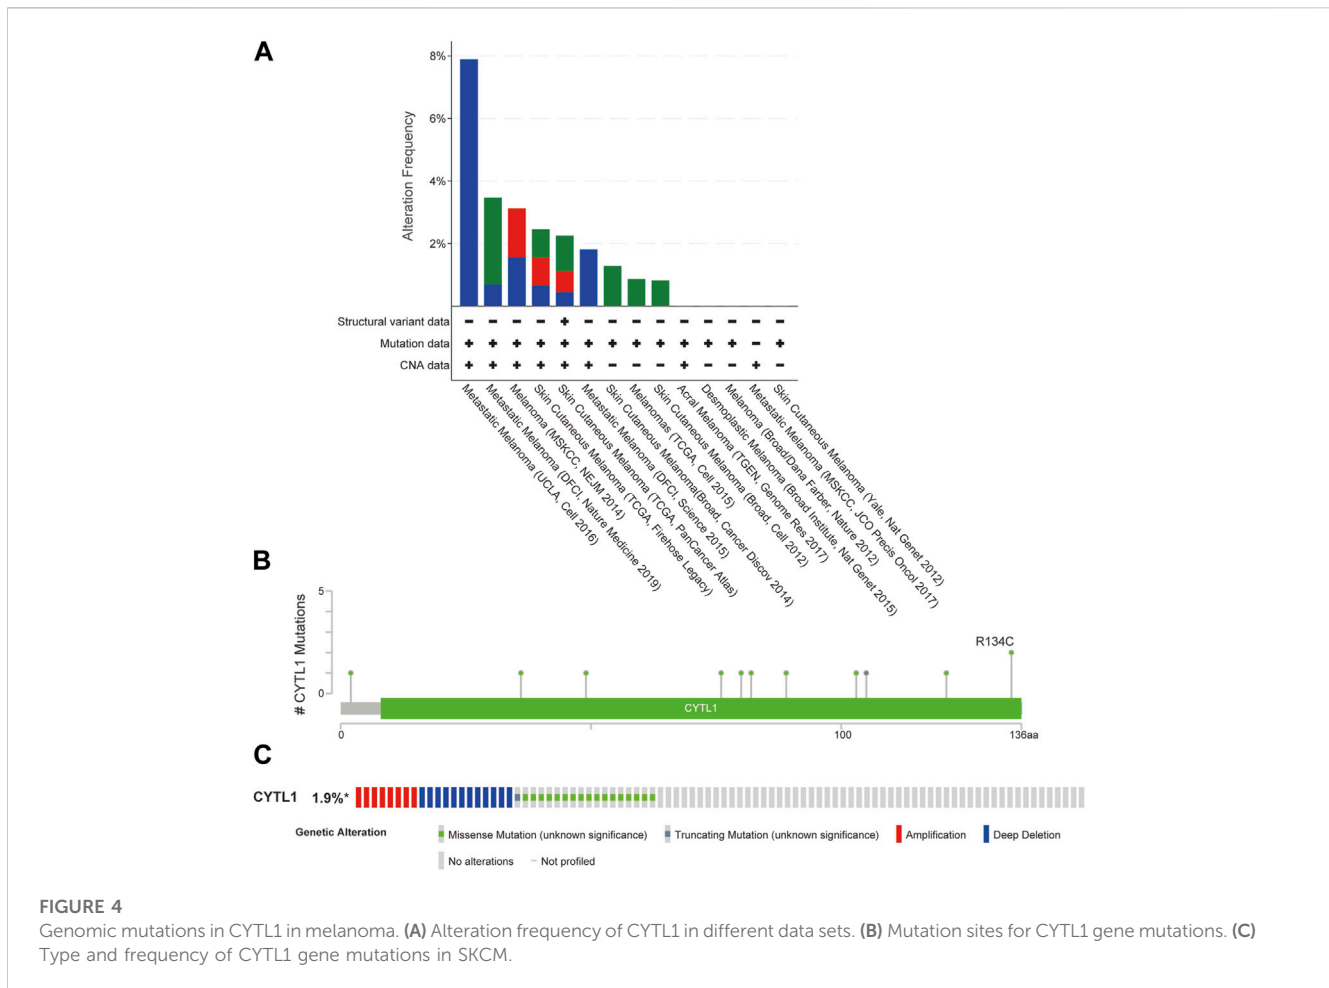 A
8%
6%
4%
2%
Alteration Frequency
Structural variant data
Mutation data
CNA data
Metastatic Melanoma (UCLA, Cell 2016)
Metastatic Melanoma (DFCI, Nature Medicine 2019)
Melanoma (MSKCC, NEJM 2014)
Skin Cutaneous Melanoma (TCGA, Firehose Legacy)
Skin Cutaneous Melanoma (TCGA, PanCancer Atlas)
Metastatic Melanoma (DFCI, Science 2015)
Skin Cutaneous Melanoma(Broad, Cancer Discov 2014)
Melanomas (TCGA, Cell 2015)
Skin Cutaneous Melanoma (Broad, Cell 2012)
Acral Melanoma (TGEN, Genome Res 2017)
Desmoplastic Melanoma (Broad Institute, Nat Genet 2015)
Melanoma (Broad/Dana Farber, Nature 2012)
Metastatic Melanoma (MSKCC, JCO Precis Oncol 2017)
Skin Cutaneous Melanoma (Yale, Nat Genet 2012)
B
# CYTL1 Mutations
5
0
R134C
CYTL1
0
100
136aa
C
CYTL1 1.9%*
Genetic Alteration
Missense Mutation (unknown significance)
Truncating Mutation (unknown significance)
Amplification
Deep Deletion
No alterations
Not profiled
FIGURE 4
Genomic mutations in CYTL1 in melanoma. (A) Alteration frequency of CYTL1 in different data sets. (B) Mutation sites for CYTL1 gene mutations. (C)
Type and frequency of CYTL1 gene mutations in SKCM.